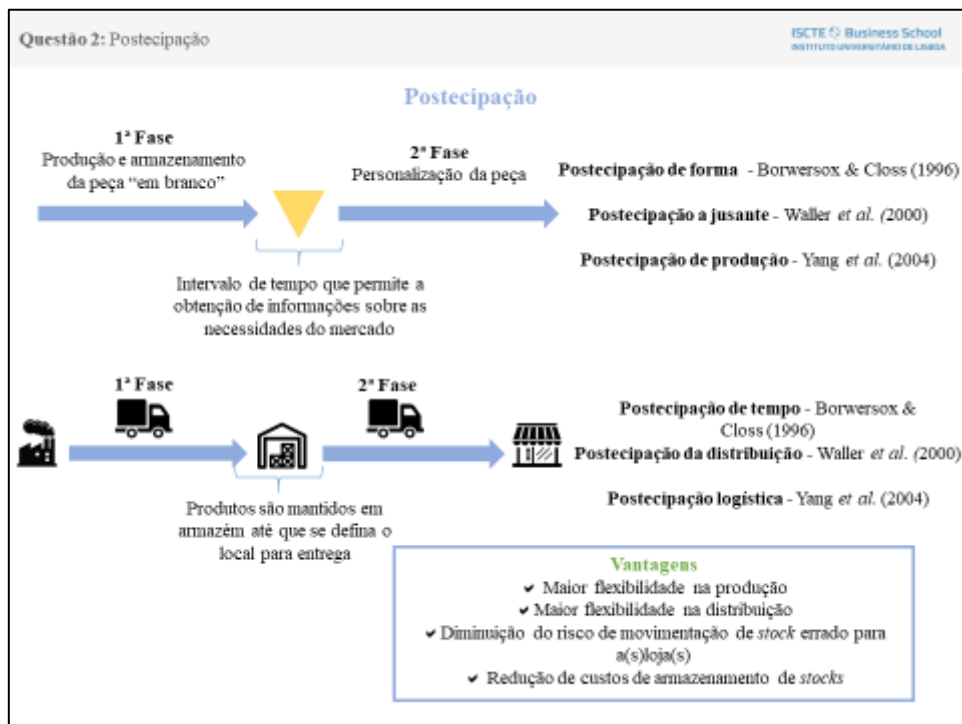 Questão 2: Postecipação
ISCTE Business School
INSTITUTO UNIVERSITÁRIO DE LISBOA
Postecipação
1ª Fase
Produção e armazenamento
da peça “em branco”
2ª Fase
Personalização da peça
Postecipação de forma - Borwersox & Closs (1996)
Postecipação a jusante - Waller et al. (2000)
Postecipação de produção - Yang et al. (2004)
Intervalo de tempo que permite a
obtenção de informações sobre as
necessidades do mercado
1ª Fase
2ª Fase
Postecipação de tempo - Borwersox &
Closs (1996)
Postecipação da distribuição - Waller et al. (2000)
Postecipação logística - Yang et al. (2004)
Produtos são mantidos em
armazém até que se defina o
local para entrega
Vantagens
✓ Maior flexibilidade na produção
✓ Maior flexibilidade na distribuição
✓ Diminuição do risco de movimentação de stock errado para
a(s)loja(s)
✓ Redução de custos de armazenamento de stocks